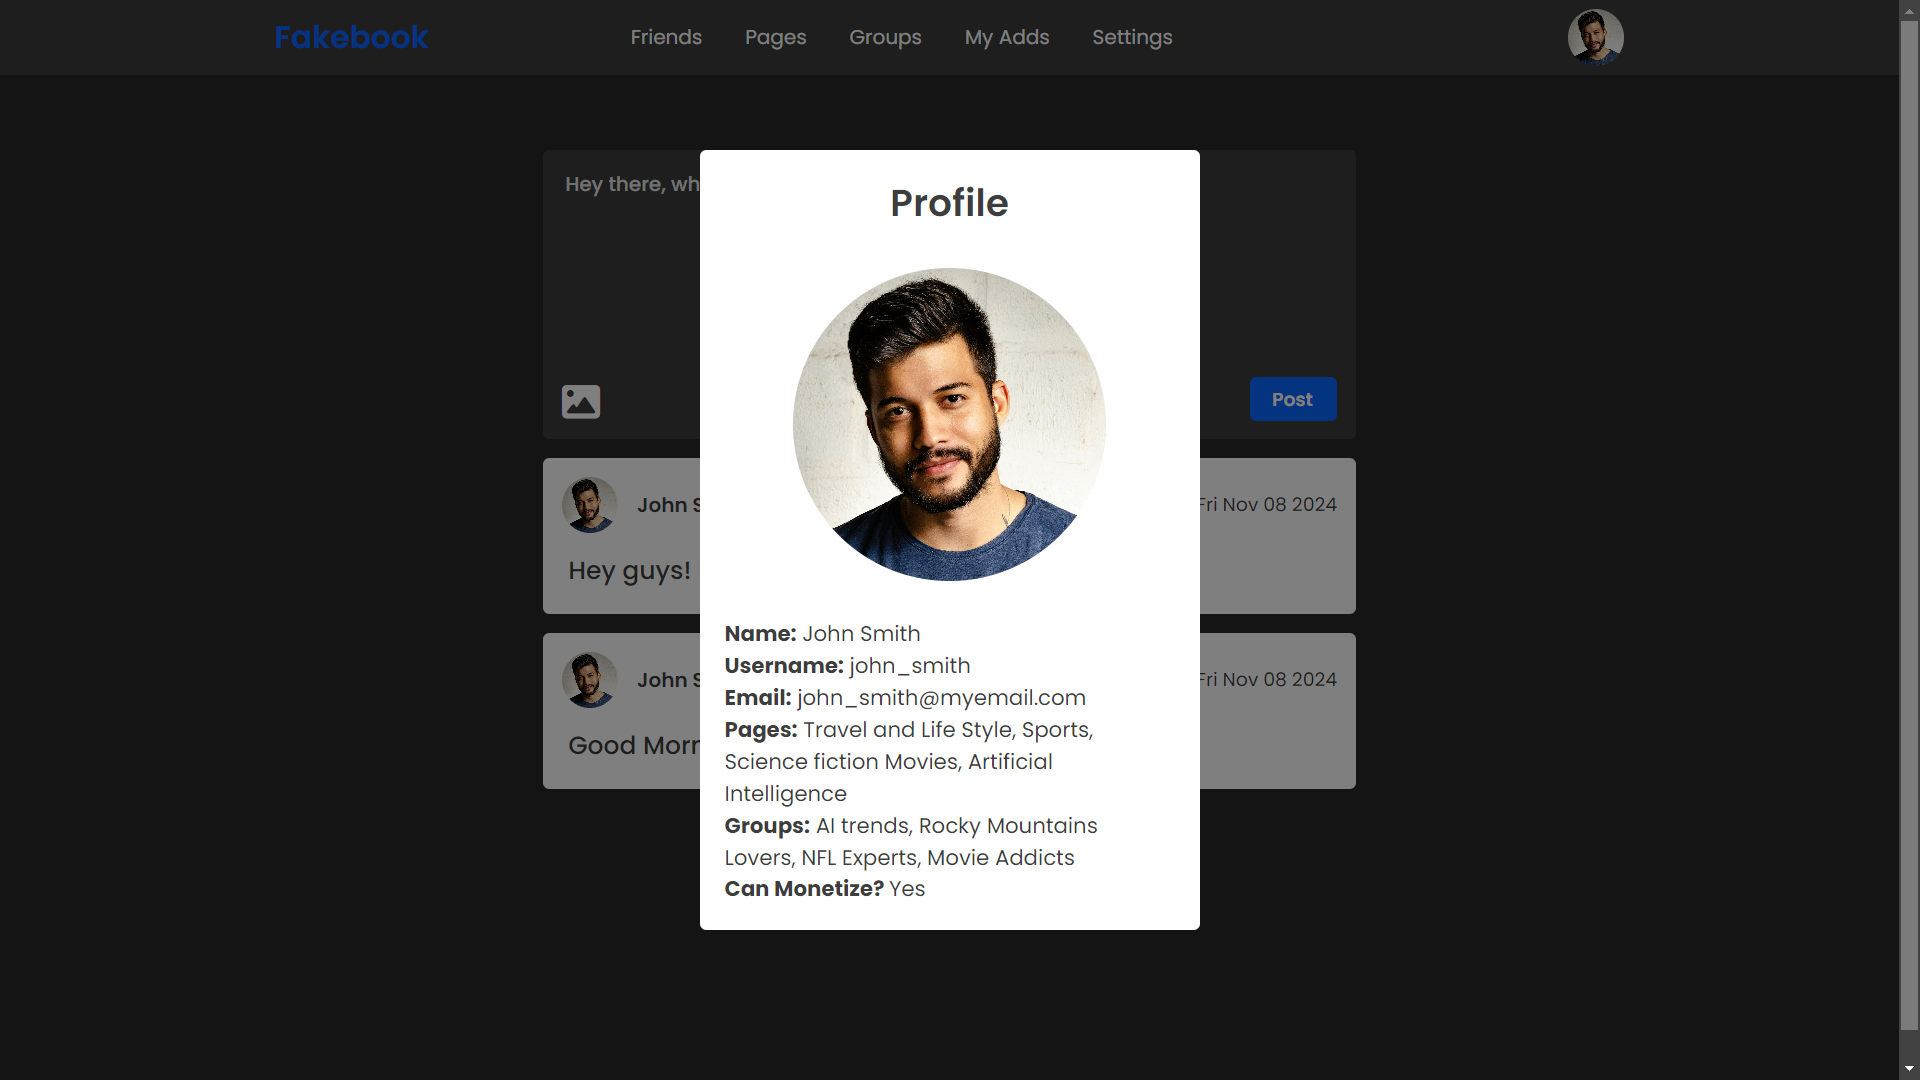 Fakebook
Friends
Pages
Groups
My Adds
Settings
Hey there, wh
Post
Profile
Name: John Smith
Username: john_smith
Email: john_smith@myemail.com
Pages: Travel and Life Style, Sports,
Science fiction Movies, Artificial
Intelligence
Groups: AI trends, Rocky Mountains
Lovers, NFL Experts, Movie Addicts
Can Monetize? Yes
John S
Fri Nov 08 2024
Hey guys!
John S
Fri Nov 08 2024
Good Morn